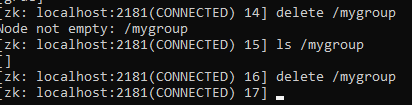 [zk: localhost:2181(CONNECTED) 14] delete /mygroup
Node not empty: /mygroup
[zk: localhost:2181(CONNECTED) 15] ls /mygroup
[]
[zk: localhost:2181(CONNECTED) 16] delete /mygroup
[zk: localhost:2181(CONNECTED) 17]